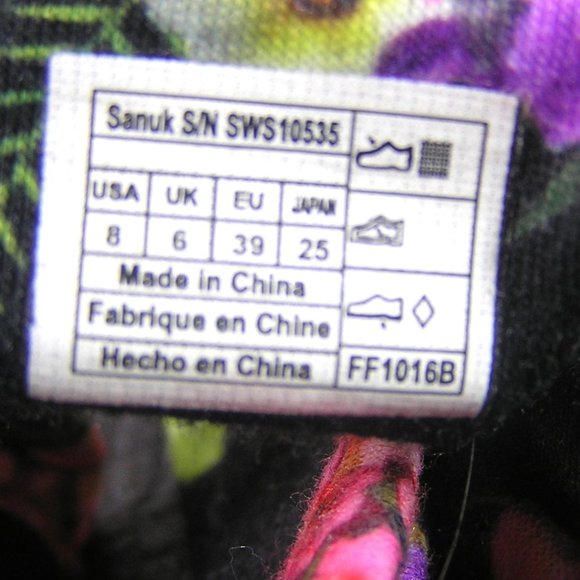 Sanuk S/N SWS10535
USA UK EU JAPAN
8 6 39 25
Made in China
Fabrique en Chine
Hecho en China
FF1016B